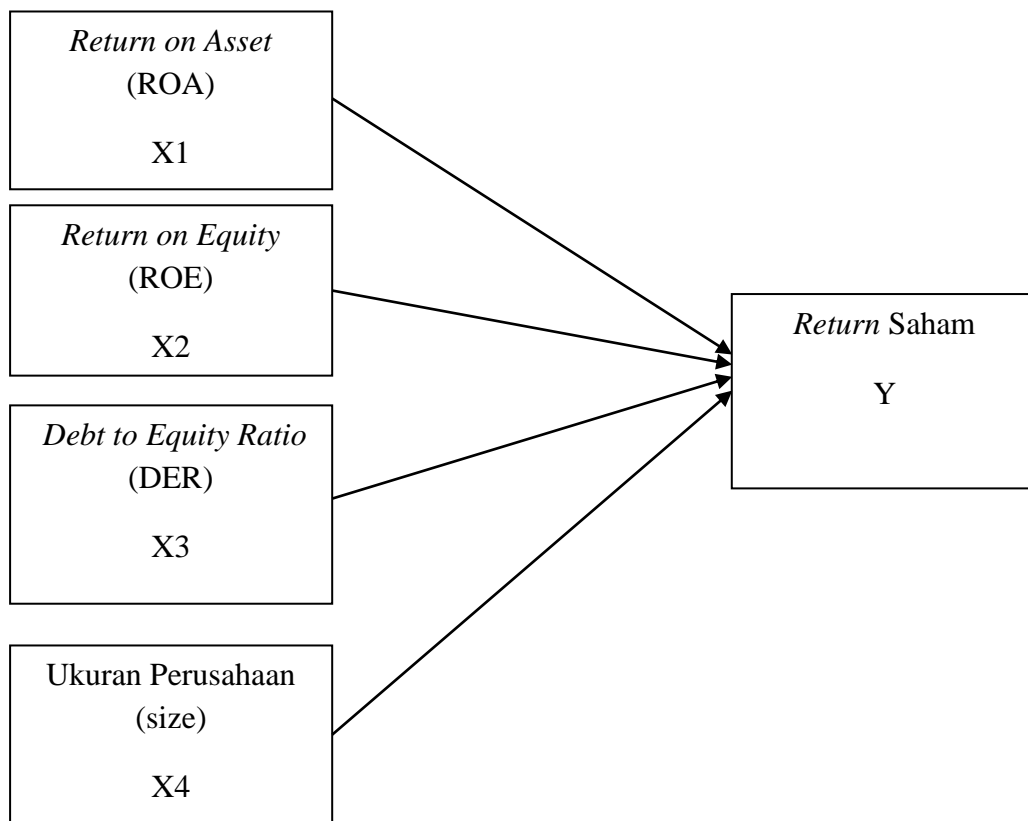 Return on Asset
(ROA)
X1
Return on Equity
(ROE)
X2
Debt to Equity Ratio
(DER)
X3
Ukuran Perusahaan
(size)
X4
Return Saham
Y